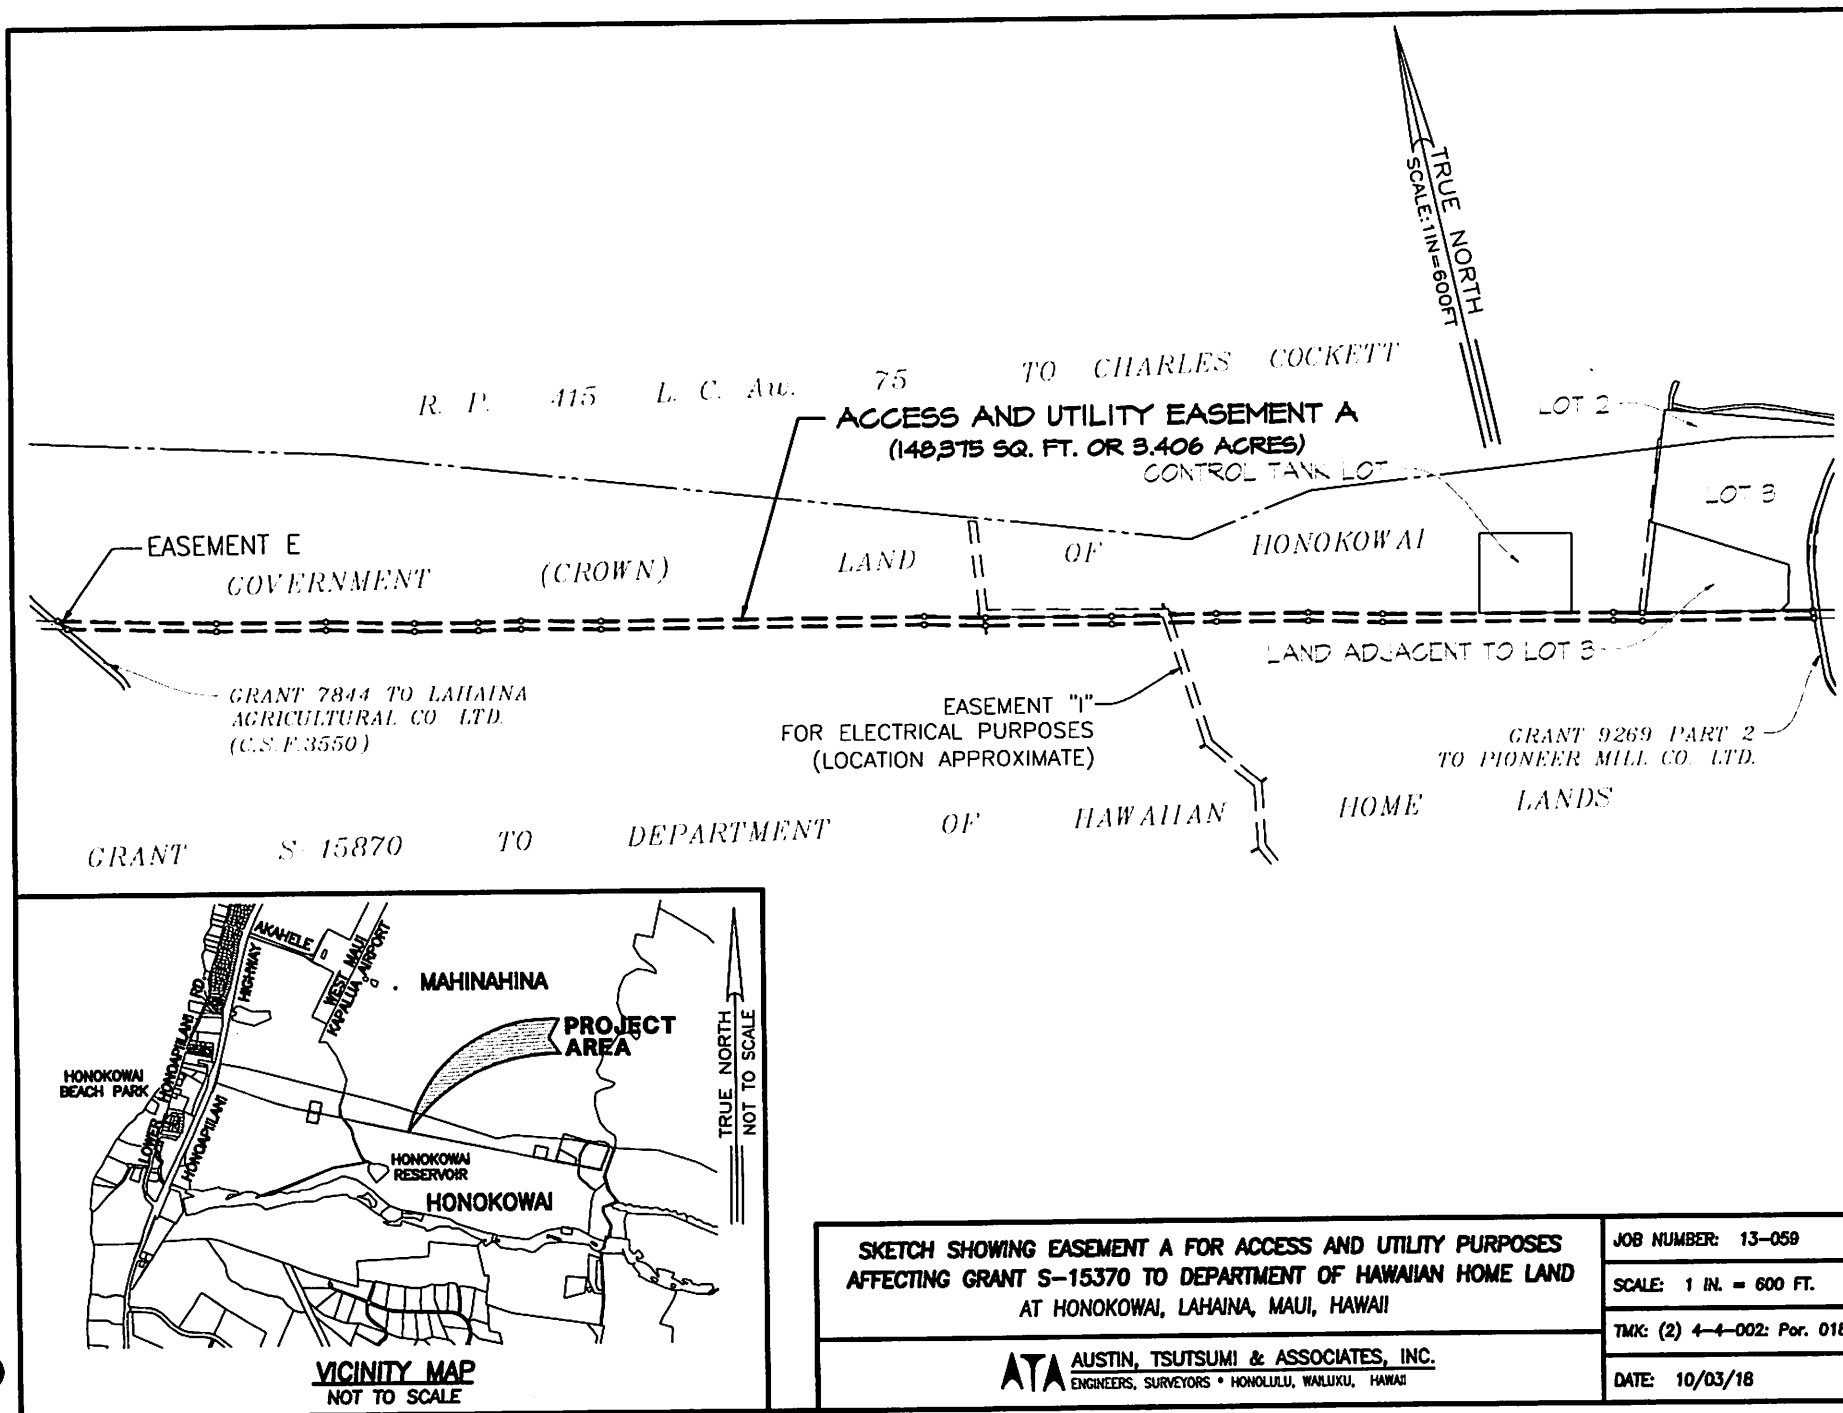 TRUE NORTH
SCALE:1IN=600FT
R. P. 415 L. C. Aw. 75 TO CHARLES COCKETT
ACCESS AND UTILITY EASEMENT A
(148,375 SQ. FT. OR 3.406 ACRES)
LOT 2
CONTROL TANK LOT
LOT 3
EASEMENT E
GOVERNMENT (CROWN) LAND OF HONOKOWAI
LAND ADJACENT TO LOT 3
GRANT 7844 TO LAHAINA
AGRICULTURAL CO. LTD.
(C.S.F.3550)
EASEMENT "1"
FOR ELECTRICAL PURPOSES
(LOCATION APPROXIMATE)
GRANT 9269 PART 2
TO PIONEER MILL CO. LTD.
GRANT S-15870 TO DEPARTMENT OF HAWAIIAN HOME LANDS
AKAHELE
HIGHWAY
WEST MAUI
KAPALUA AIRPORT
MAHINAHINA
PROJECT
AREA
LOWER HONOAPIILANI RD.
HONOKOWAI
BEACH PARK
HONOAPIILANI
HONOKOWAI
RESERVOIR
HONOKOWAI
TRUE NORTH
NOT TO SCALE
VICINITY MAP
NOT TO SCALE
SKETCH SHOWING EASEMENT A FOR ACCESS AND UTILITY PURPOSES
AFFECTING GRANT S-15370 TO DEPARTMENT OF HAWAIIAN HOME LAND
AT HONOKOWAI, LAHAINA, MAUI, HAWAII
ATA AUSTIN, TSUTSUMI & ASSOCIATES, INC.
ENGINEERS, SURVEYORS • HONOLULU, WAILUKU, HAWAII
JOB NUMBER: 13-059
SCALE: 1 IN. = 600 FT.
TMK: (2) 4-4-002: Por. 018
DATE: 10/03/18